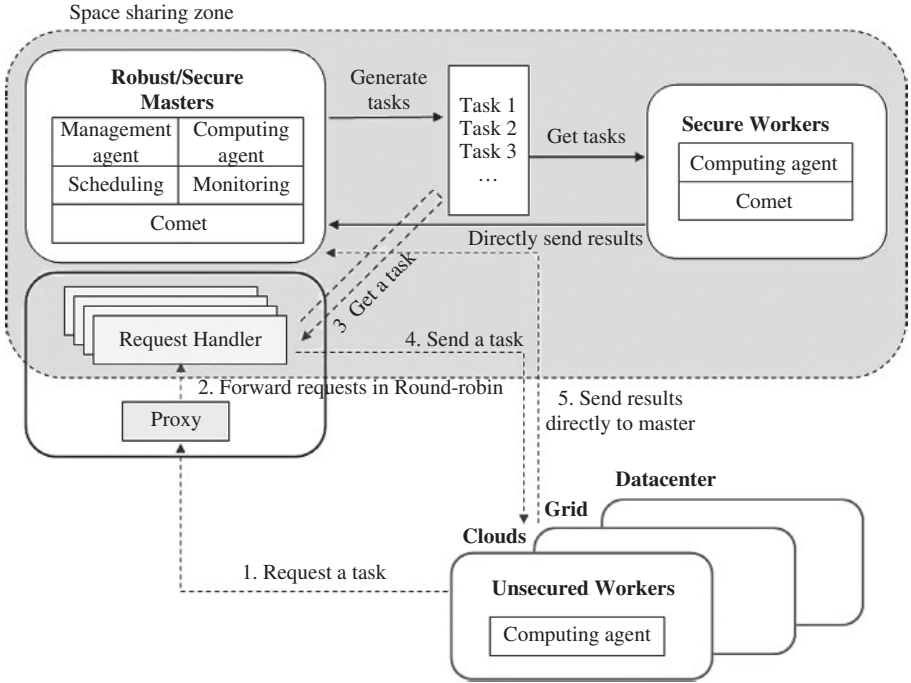 Space sharing zone
Robust/Secure
Masters
Management
agent
Computing
agent
Scheduling
Monitoring
Comet
Generate
tasks
Task 1
Task 2
Task 3
…
Get tasks
Secure Workers
Computing agent
Comet
Directly send results
3 Get a task
Request Handler
4. Send a task
2. Forward requests in Round-robin
Proxy
5. Send results
directly to master
Datacenter
Grid
Clouds
1. Request a task
Unsecured Workers
Computing agent